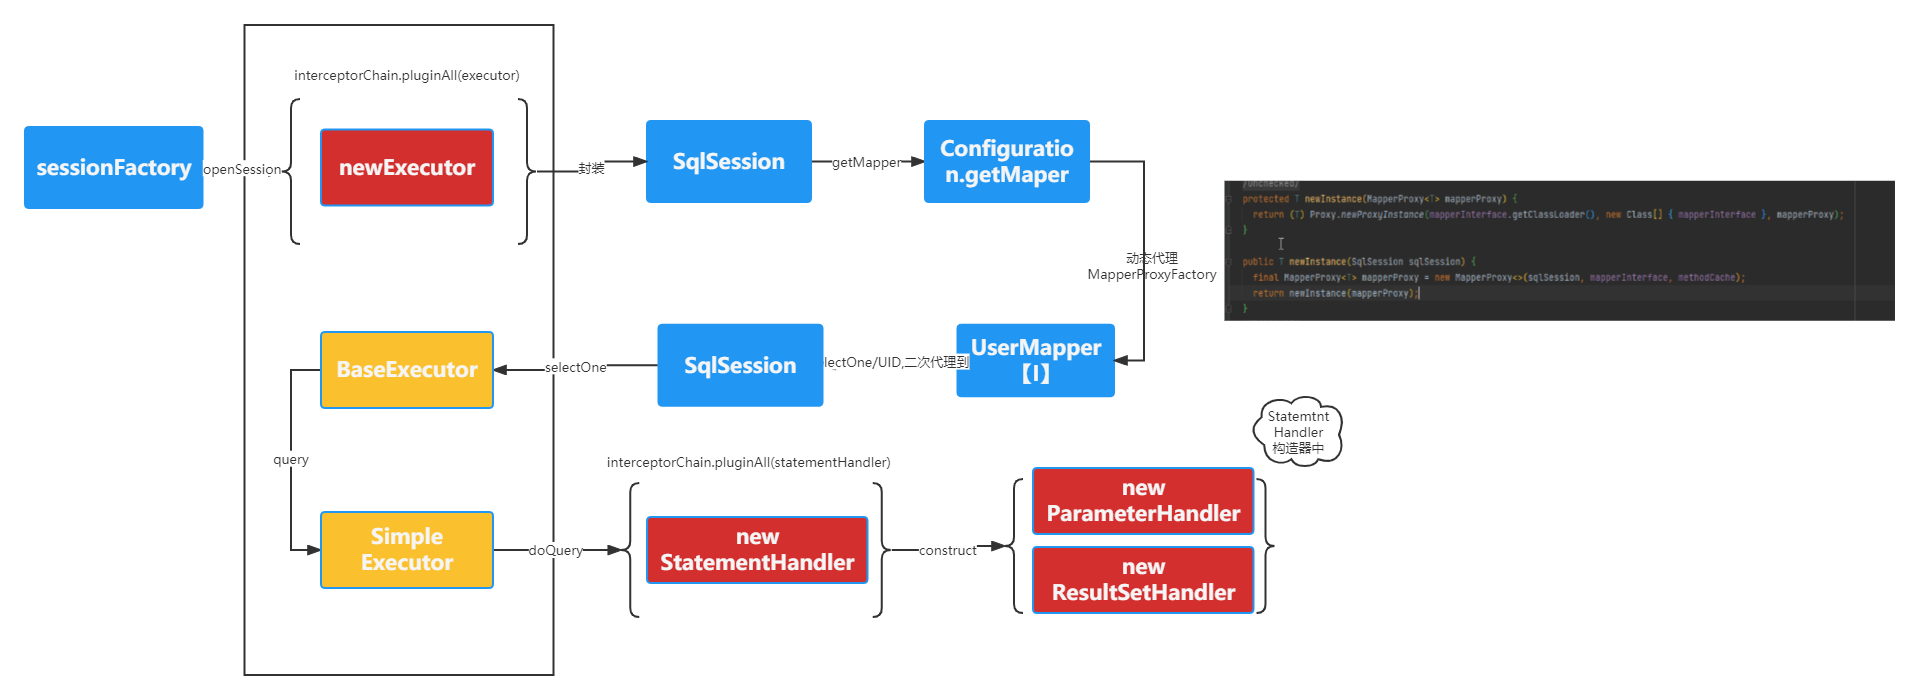 interceptorChain.pluginAll(executor)
sessionFactory
openSession
newExecutor
封装
SqlSession
getMapper
Configuratio
n.getMaper
动态代理
MapperProxyFactory
/unchecked/
protected T newInstance(MapperProxy<T> mapperProxy) {
return (T) Proxy.newProxyInstance(mapperInterface.getClassLoader(), new Class[] { mapperInterface }, mapperProxy);
}
public T newInstance(SqlSession sqlSession) {
final MapperProxy<T> mapperProxy = new MapperProxy<>(sqlSession, mapperInterface, methodCache);
return newInstance(mapperProxy);
}
BaseExecutor
selectOne
SqlSession
lectOne/UID,二次代理到
UserMapper
【I】
query
Statemtnt
Handler
构造器中
interceptorChain.pluginAll(statementHandler)
Simple
Executor
doQuery
new
StatementHandler
construct
new
ParameterHandler
new
ResultSetHandler